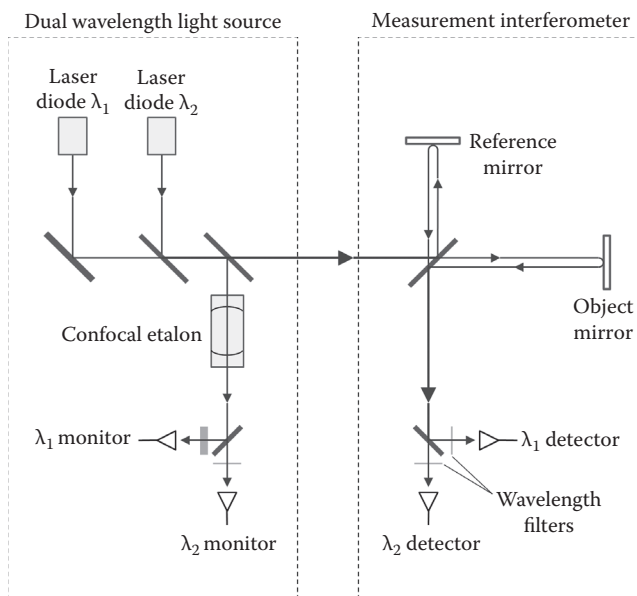 Dual wavelength light source
Measurement interferometer
Laser
diode λ₁
Laser
diode λ₂
Reference
mirror
Object
mirror
Confocal etalon
λ₁ monitor
λ₁ detector
Wavelength
filters
λ₂ monitor
λ₂ detector